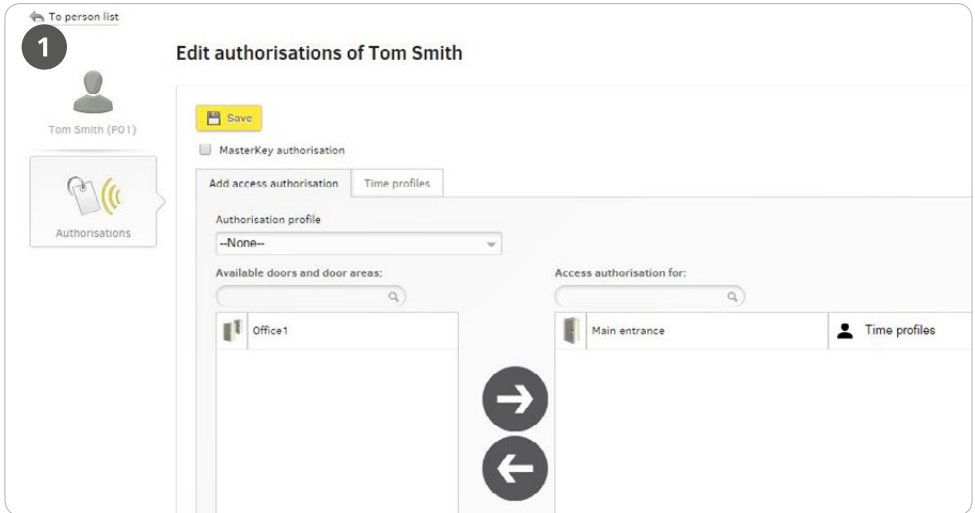 To person list
1
Edit authorisations of Tom Smith
Tom Smith (P01)
Save
MasterKey authorisation
Add access authorisation
Time profiles
Authorisations
Authorisation profile
--None--
Available doors and door areas:
Access authorisation for:
Office1
Main entrance
Time profiles